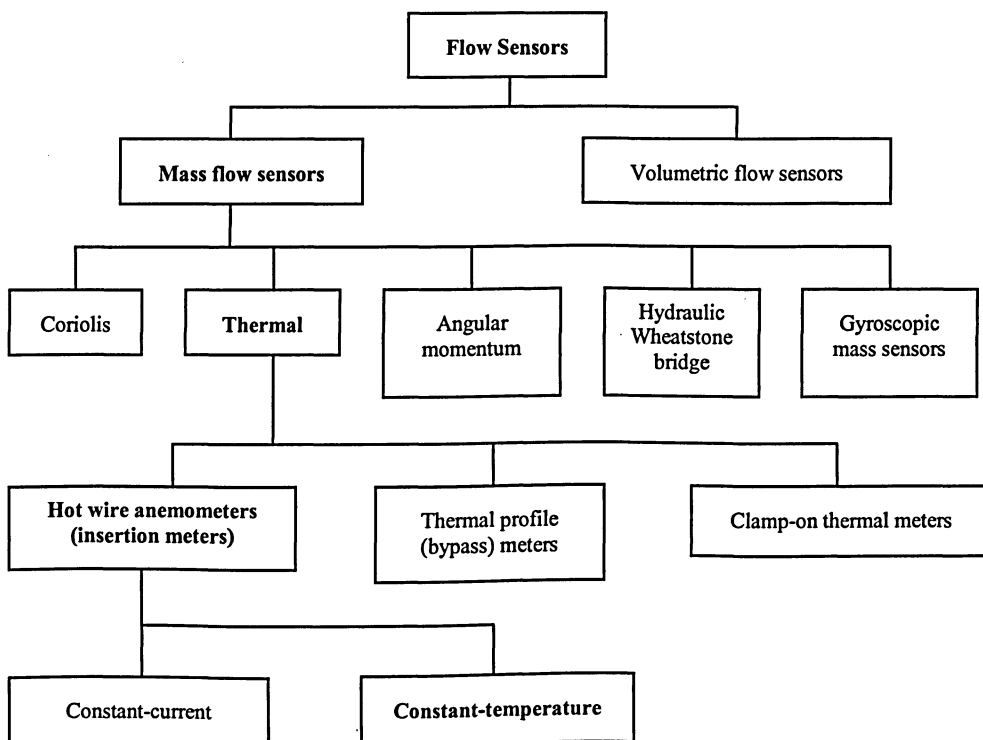 Flow Sensors
Mass flow sensors
Volumetric flow sensors
Coriolis
Thermal
Angular
momentum
Hydraulic
Wheatstone
bridge
Gyroscopic
mass sensors
Hot wire anemometers
(insertion meters)
Thermal profile
(bypass) meters
Clamp-on thermal meters
Constant-current
Constant-temperature